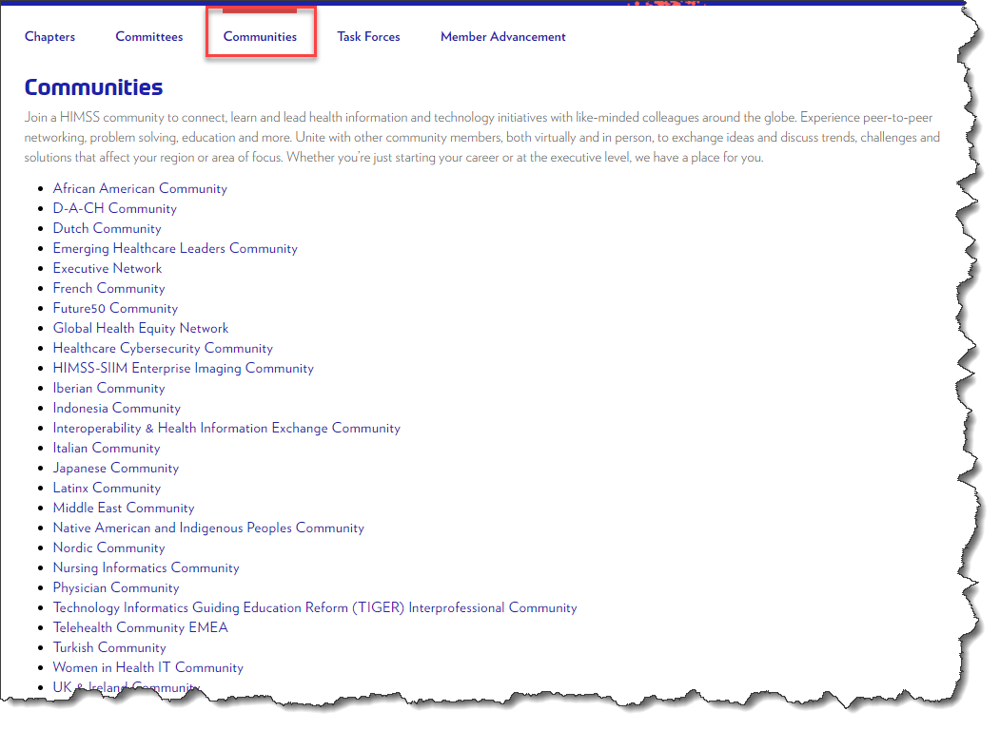 Chapters Committees Communities Task Forces Member Advancement
Communities
Join a HIMSS community to connect, learn and lead health information and technology initiatives with like-minded colleagues around the globe. Experience peer-to-peer
networking, problem solving, education and more. Unite with other community members, both virtually and in person, to exchange ideas and discuss trends, challenges and
solutions that affect your region or area of focus. Whether you're just starting your career or at the executive level, we have a place for you.
• African American Community
• D-A-CH Community
• Dutch Community
• Emerging Healthcare Leaders Community
• Executive Network
• French Community
• Future50 Community
• Global Health Equity Network
• Healthcare Cybersecurity Community
• HIMSS-SIIM Enterprise Imaging Community
• Iberian Community
• Indonesia Community
• Interoperability & Health Information Exchange Community
• Italian Community
• Japanese Community
• Latinx Community
• Middle East Community
• Native American and Indigenous Peoples Community
• Nordic Community
• Nursing Informatics Community
• Physician Community
• Technology Informatics Guiding Education Reform (TIGER) Interprofessional Community
• Telehealth Community EMEA
• Turkish Community
• Women in Health IT Community
• UK & Ireland Community